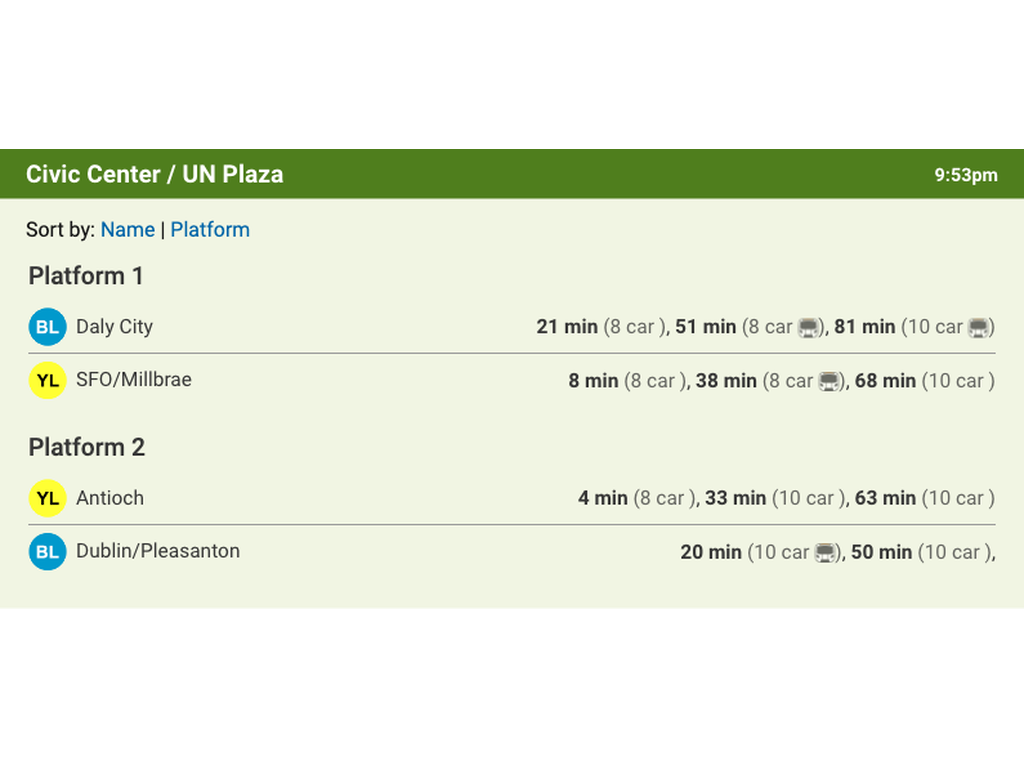 Civic Center / UN Plaza 9:53pm
Sort by: Name | Platform
Platform 1
BL Daly City 21 min (8 car ), 51 min (8 car ), 81 min (10 car )
YL SFO/Millbrae 8 min (8 car ), 38 min (8 car ), 68 min (10 car )
Platform 2
YL Antioch 4 min (8 car ), 33 min (10 car ), 63 min (10 car )
BL Dublin/Pleasanton 20 min (10 car ), 50 min (10 car ),